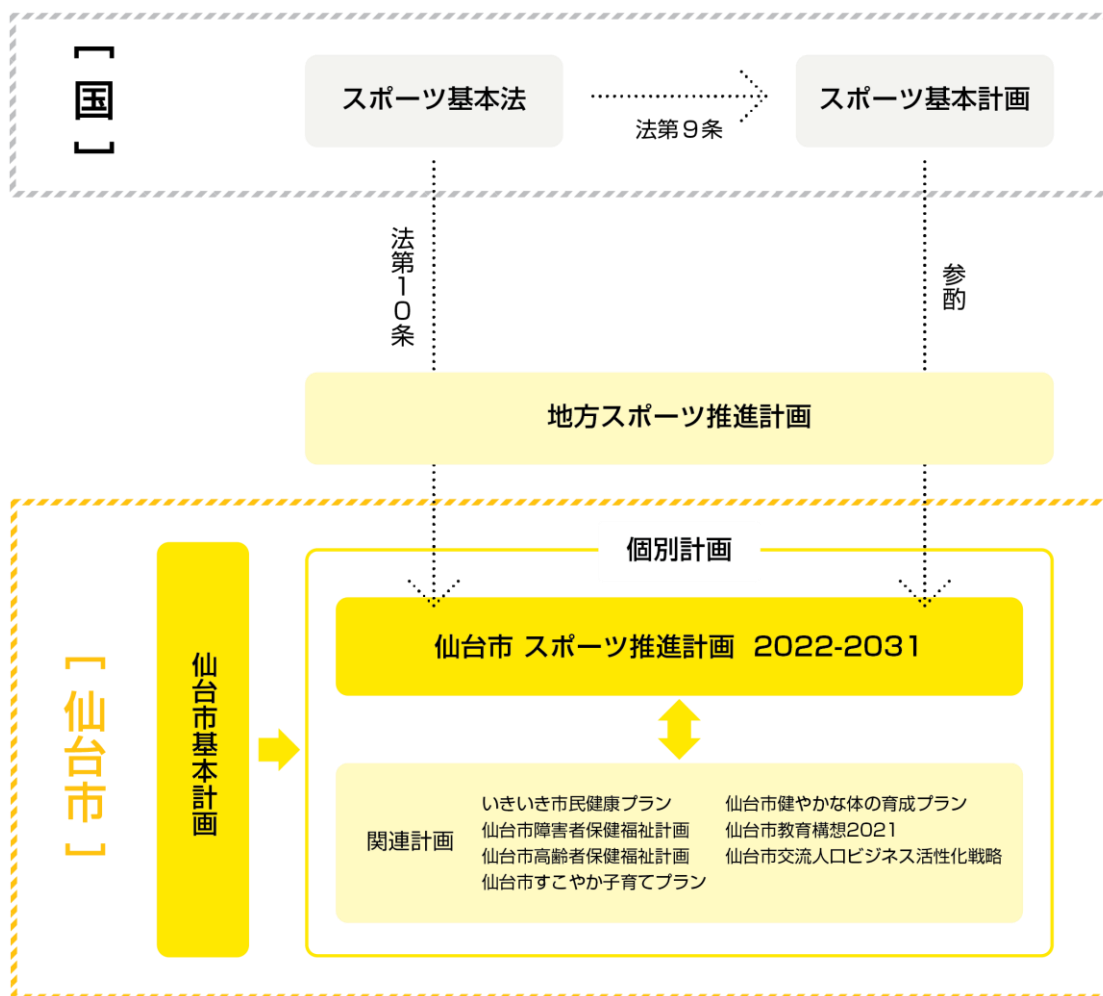 [国]
スポーツ基本法
スポーツ基本計画
法第9条
法第10条
参酌
地方スポーツ推進計画
[仙台市]
仙台市基本計画
個別計画
仙台市 スポーツ推進計画 2022-2031
関連計画
いきいき市民健康プラン
仙台市障害者保健福祉計画
仙台市高齢者保健福祉計画
仙台市すこやか子育てプラン
仙台市健やかな体の育成プラン
仙台市教育構想2021
仙台市交流人口ビジネス活性化戦略